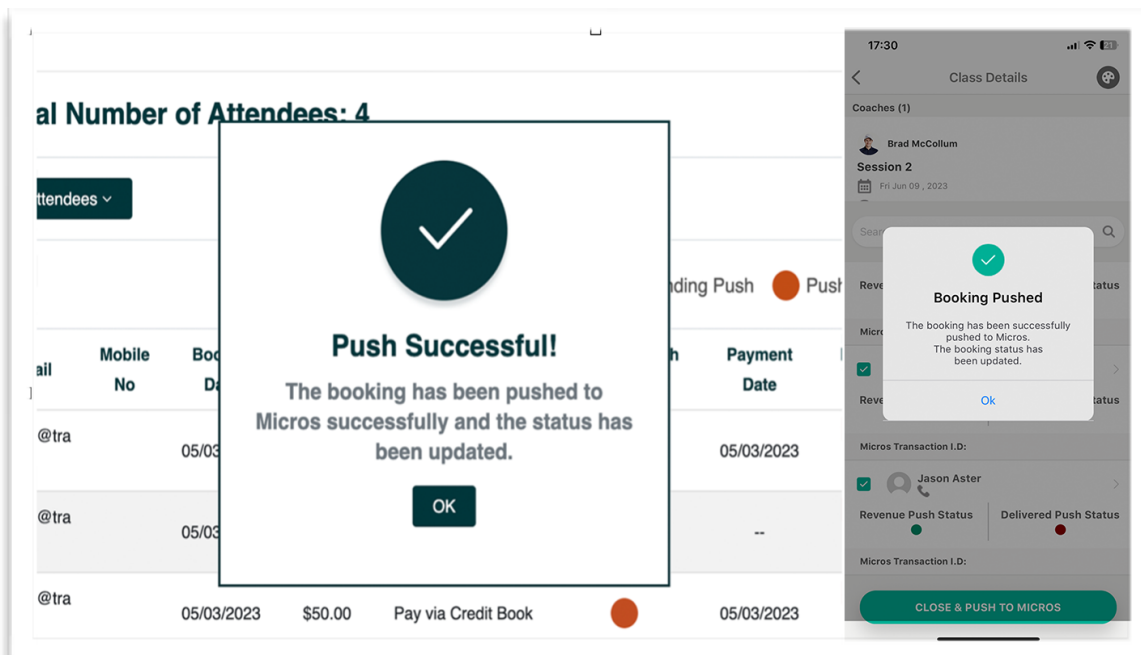 al Number of Attendees: 4
ttendees
nding Push
Push
ail
Mobile No
Boo
Da
h
Payment Date
@tra
05/03
05/03/2023
@tra
05/03
--
@tra
05/03/2023
$50.00
Pay via Credit Book
05/03/2023
Push Successful!
The booking has been pushed to
Micros successfully and the status has
been updated.
OK
17:30
21
Class Details
Coaches (1)
Brad McCollum
Session 2
Fri Jun 09 , 2023
Sear
Reve
tatus
Micro
Reve
tatus
Booking Pushed
The booking has been successfully
pushed to Micros.
The booking status has
been updated.
Ok
Micros Transaction I.D:
Jason Aster
Revenue Push Status
Delivered Push Status
Micros Transaction I.D:
CLOSE & PUSH TO MICROS